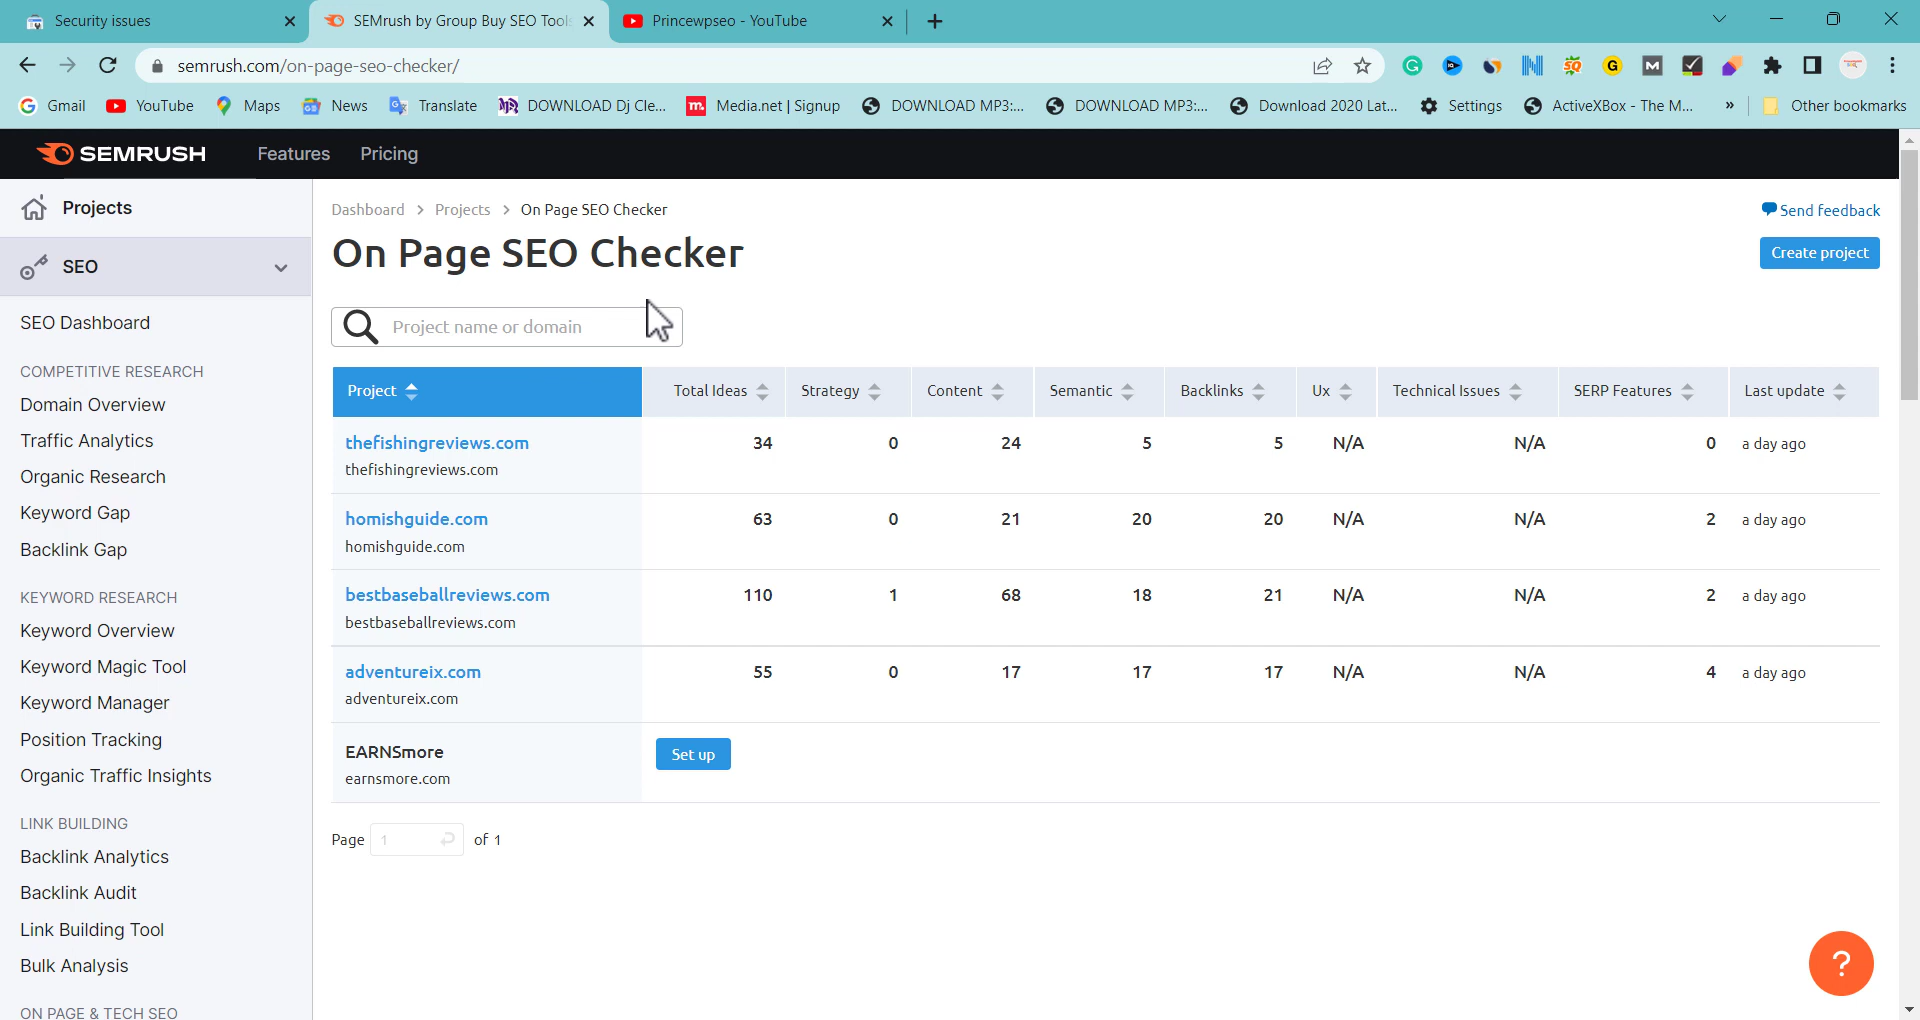 Security issues
SEMrush by Group Buy SEO Tools
Princewpseo - YouTube
semrush.com/on-page-seo-checker/
Gmail
YouTube
Maps
News
Translate
DOWNLOAD Dj Cle...
Media.net | Signup
DOWNLOAD MP3:...
DOWNLOAD MP3:...
Download 2020 Lat...
Settings
ActiveXBox - The M...
»
Other bookmarks
SEMRUSH
Features
Pricing
Projects
SEO
SEO Dashboard
COMPETITIVE RESEARCH
Domain Overview
Traffic Analytics
Organic Research
Keyword Gap
Backlink Gap
KEYWORD RESEARCH
Keyword Overview
Keyword Magic Tool
Keyword Manager
Position Tracking
Organic Traffic Insights
LINK BUILDING
Backlink Analytics
Backlink Audit
Link Building Tool
Bulk Analysis
ON PAGE & TECH SEO
Dashboard > Projects > On Page SEO Checker
Send feedback
On Page SEO Checker
Create project
Project name or domain
Project Total Ideas Strategy Content Semantic Backlinks Ux Technical Issues SERP Features Last update
thefishingreviews.com 34 0 24 5 5 N/A N/A 0 a day ago
thefishingreviews.com
homishguide.com 63 0 21 20 20 N/A N/A 2 a day ago
homishguide.com
bestbaseballreviews.com 110 1 68 18 21 N/A N/A 2 a day ago
bestbaseballreviews.com
adventureix.com 55 0 17 17 17 N/A N/A 4 a day ago
adventureix.com
EARNSmore Set up
earnsmore.com
Page 1 of 1
?